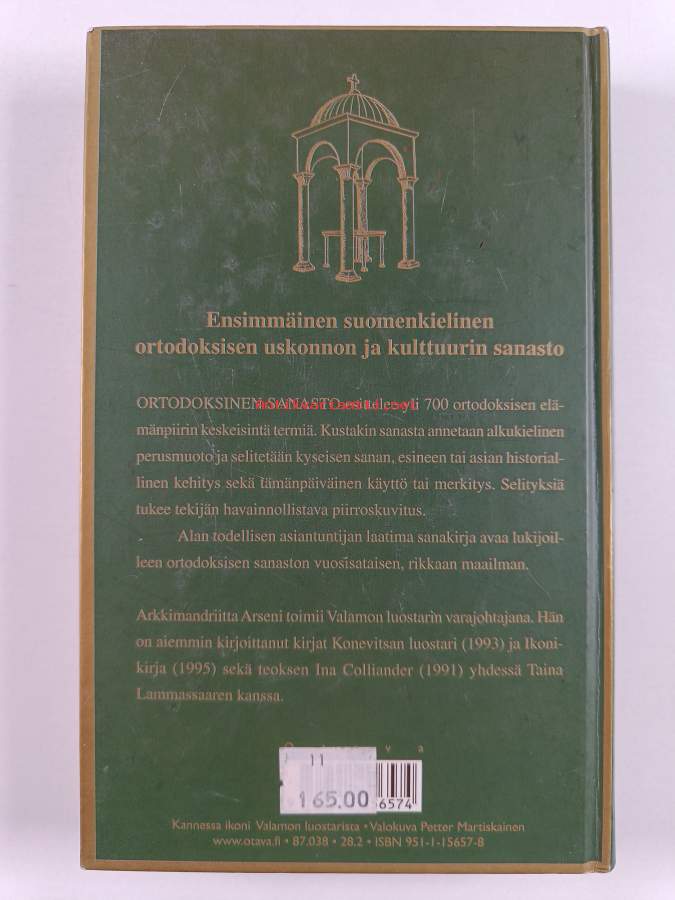 Ensimmäinen suomenkielinen
ortodoksisen uskonnon ja kulttuurin sanasto
ORTODOKSINEN SANASTO 700 ortodoksisen elä-
mänpiirin keskeisintä termiä. Kustakin sanasta annetaan alkukielinen
perusmuoto ja selitetään kyseisen sanan, esineen tai asian historial-
linen kehitys sekä tämänpäiväinen käyttö tai merkitys. Selityksiä
tukee tekijän havainnollistava piirroskuvitus.
Alan todellisen asiantuntijan laatima sanakirja avaa lukijoil-
leen ortodoksisen sanaston vuosisataisen, rikkaan maailman.
Arkkimandriitta Arseni toimii Valamon luostarin varajohtajana. Hän
on aiemmin kirjoittanut kirjat Konevitsan luostari (1993) ja Ikoni-
kirja (1995) sekä teoksen Ina Colliander (1991) yhdessä Taina
Lammassaaren kanssa.
11
165.00
6574
Kannessa ikoni Valamon luostarista • Valokuva Petter Martiskainen
www.otava.fi • 87.038 • 28.2 • ISBN 951-1-15657-8